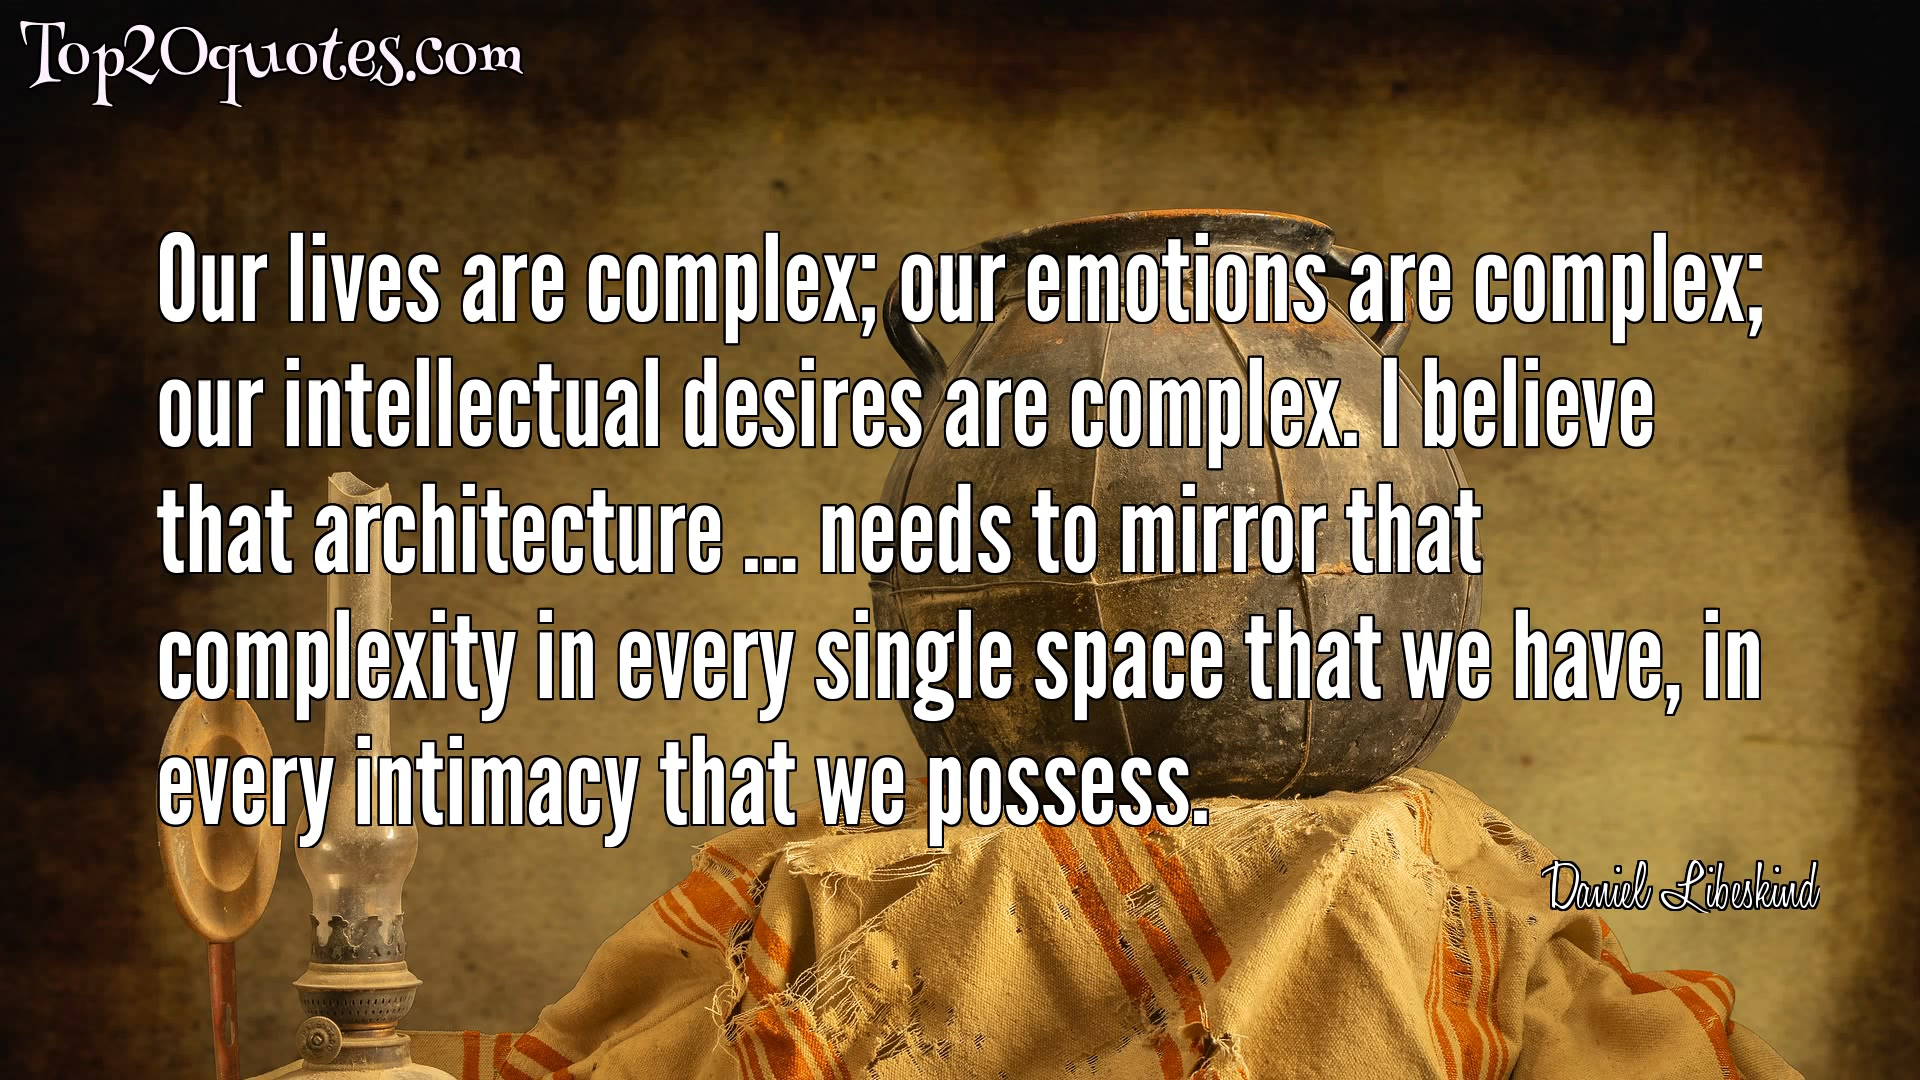 Top20quotes.com
Our lives are complex; our emotions are complex;
our intellectual desires are complex. I believe
that architecture ... needs to mirror that
complexity in every single space that we have, in
every intimacy that we possess.
Daniel Libeskind